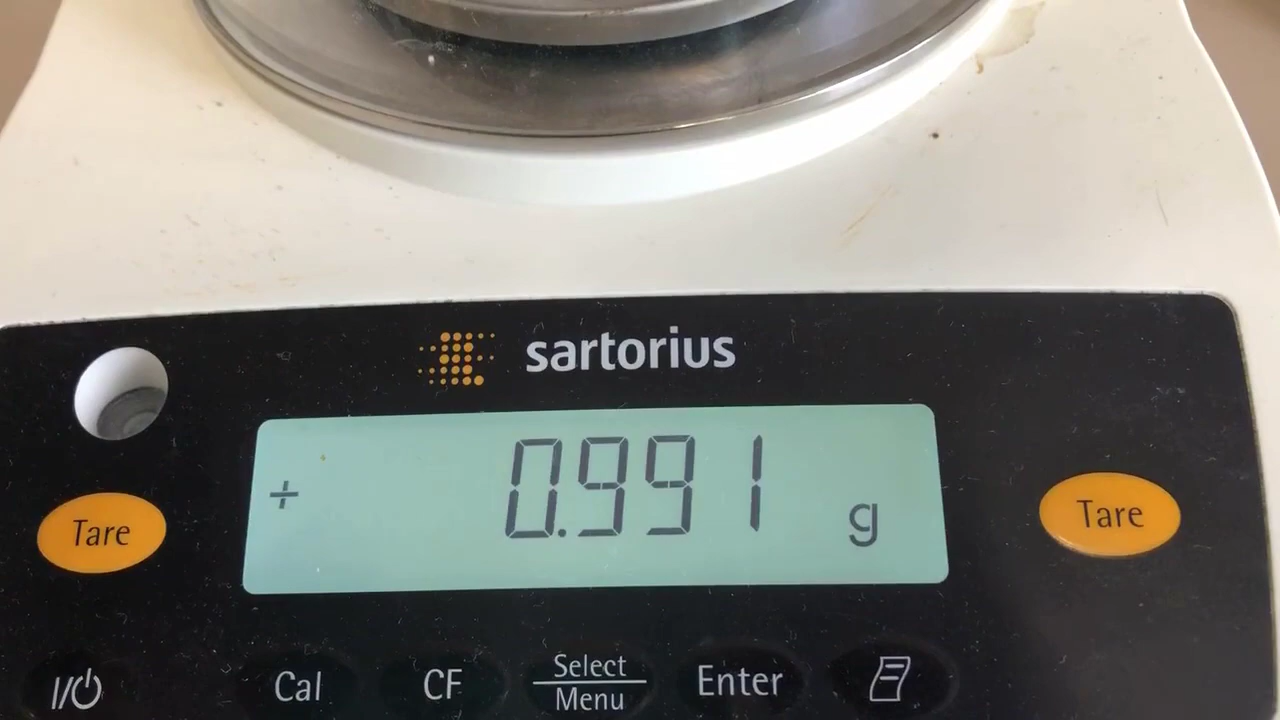 sartorius
+ 0.991 g
Tare
Tare
I/⏻ Cal CF Select Enter
Menu